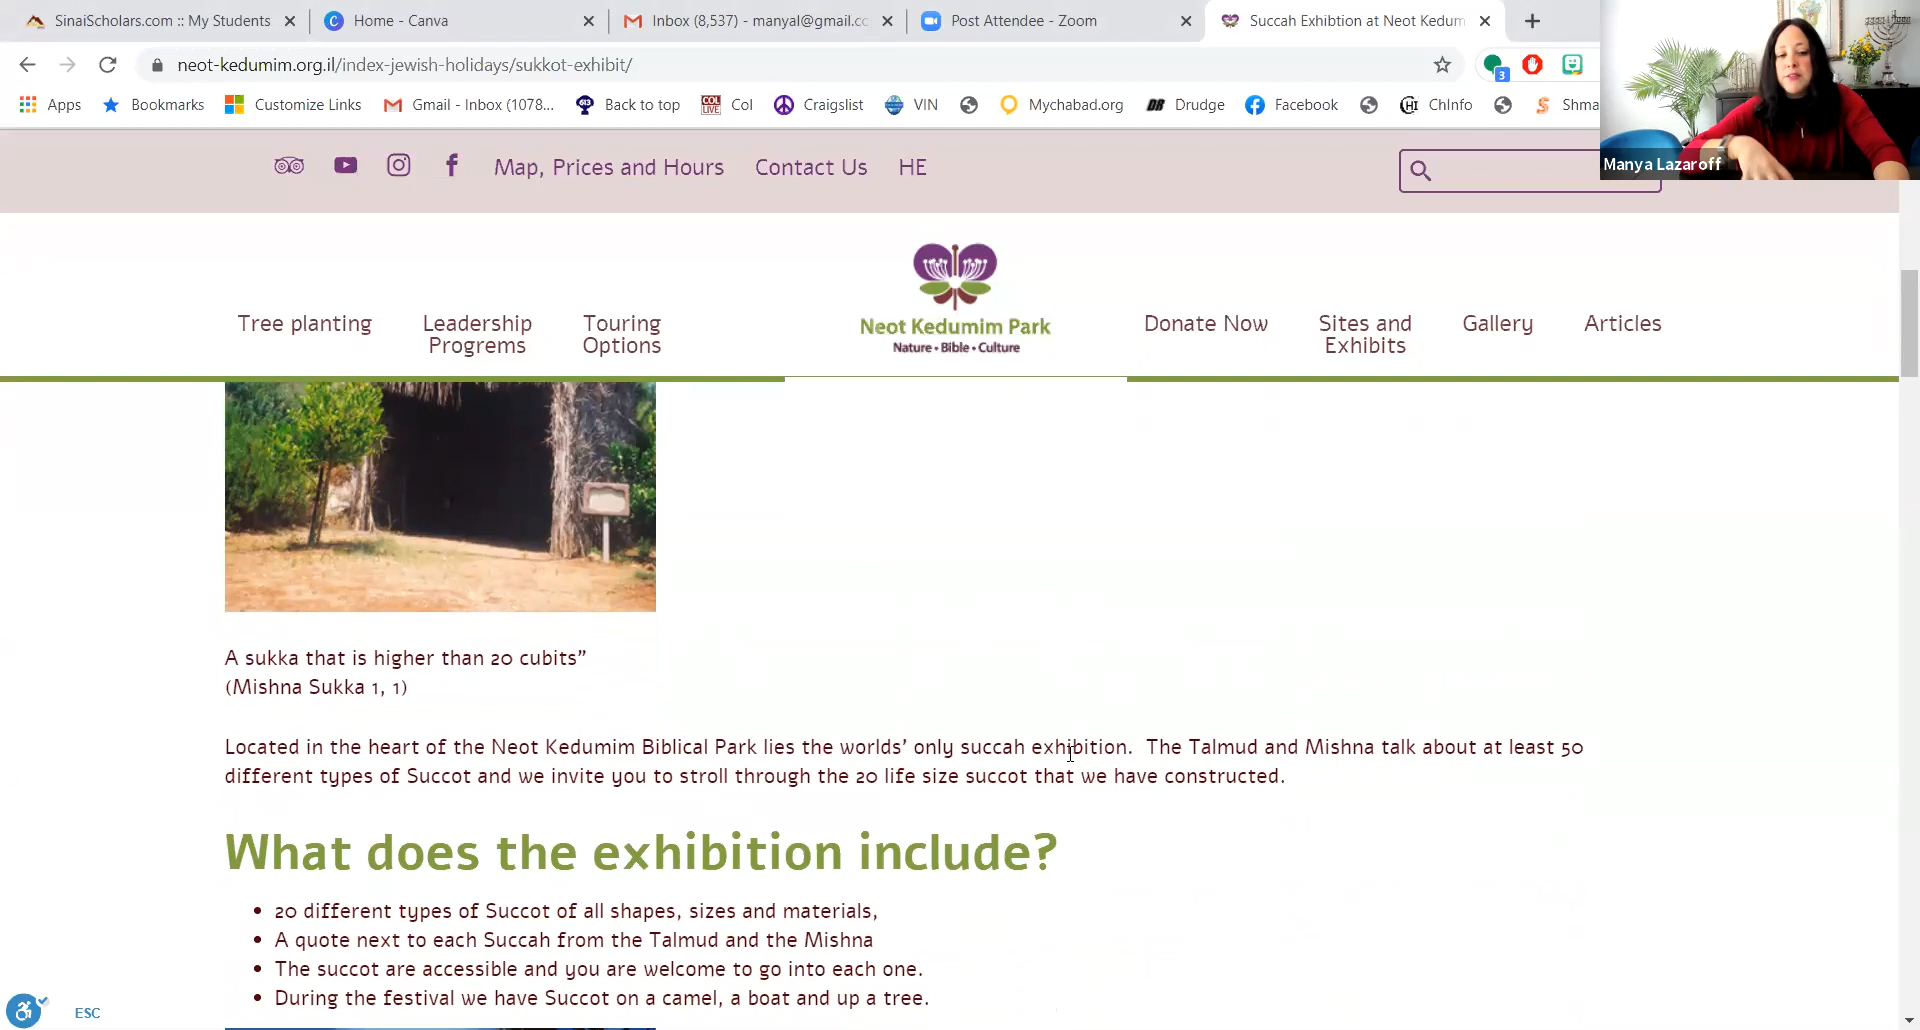 SinaiScholars.com :: My Students
Home - Canva
Inbox (8,537) - manyal@gmail.co
Post Attendee - Zoom
Succah Exhibtion at Neot Kedum
neot-kedumim.org.il/index-jewish-holidays/sukkot-exhibit/
3
Apps
Bookmarks
Customize Links
Gmail - Inbox (1078...
613
Back to top
COL LIVE
Col
Craigslist
VIN
Mychabad.org
DR
Drudge
Facebook
CHI
ChInfo
Shma
Manya Lazaroff
Map, Prices and Hours
Contact Us
HE
Tree planting
Leadership
Progrems
Touring
Options
Neot Kedumim Park
Nature • Bible • Culture
Donate Now
Sites and
Exhibits
Gallery
Articles
A sukka that is higher than 20 cubits”
(Mishna Sukka 1, 1)
Located in the heart of the Neot Kedumim Biblical Park lies the worlds’ only succah exhibition. The Talmud and Mishna talk about at least 50
different types of Succot and we invite you to stroll through the 20 life size succot that we have constructed.
What does the exhibition include?
• 20 different types of Succot of all shapes, sizes and materials,
• A quote next to each Succah from the Talmud and the Mishna
• The succot are accessible and you are welcome to go into each one.
• During the festival we have Succot on a camel, a boat and up a tree.
ESC